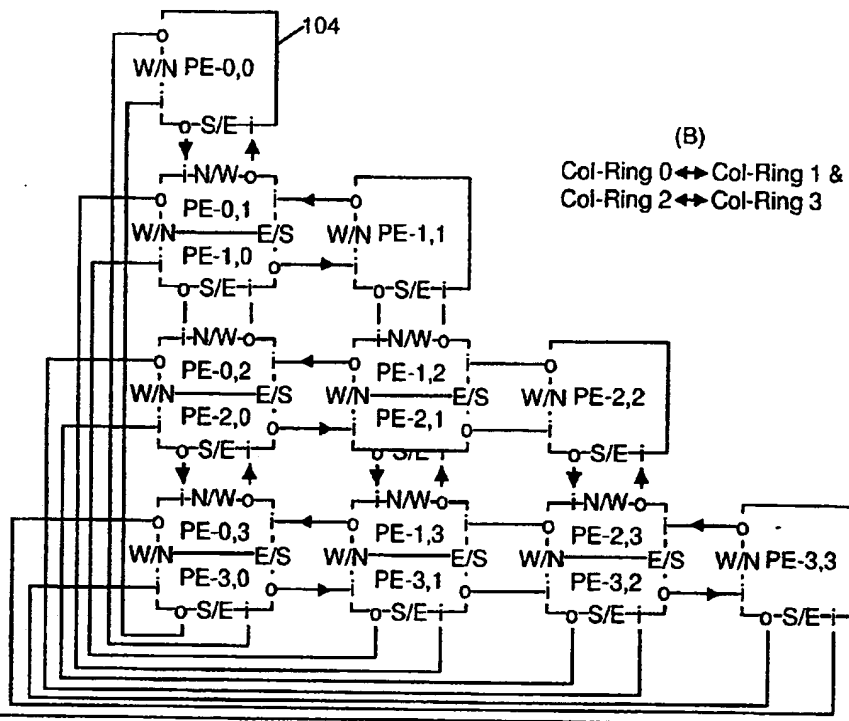 104
o
W/N PE-0,0
i
o S/E i
(B)
Col-Ring 0↔Col-Ring 1 &
Col-Ring 2↔Col-Ring 3
i N/W o
o PE-0,1 i o
W/N E/S W/N PE-1,1
i PE-1,0 o i
o S/E i o S/E i
i N/W o i N/W o
o PE-0,2 i o PE-1,2 i o
W/N E/S W/N E/S W/N PE-2,2
i PE-2,0 o i PE-2,1 o i
o S/E i o S/E i o S/E i
i N/W o i N/W o i N/W o
o PE-0,3 i o PE-1,3 i o PE-2,3 i o
W/N E/S W/N E/S W/N E/S W/N PE-3,3
i PE-3,0 o i PE-3,1 o i PE-3,2 o i
o S/E i o S/E i o S/E i o S/E i